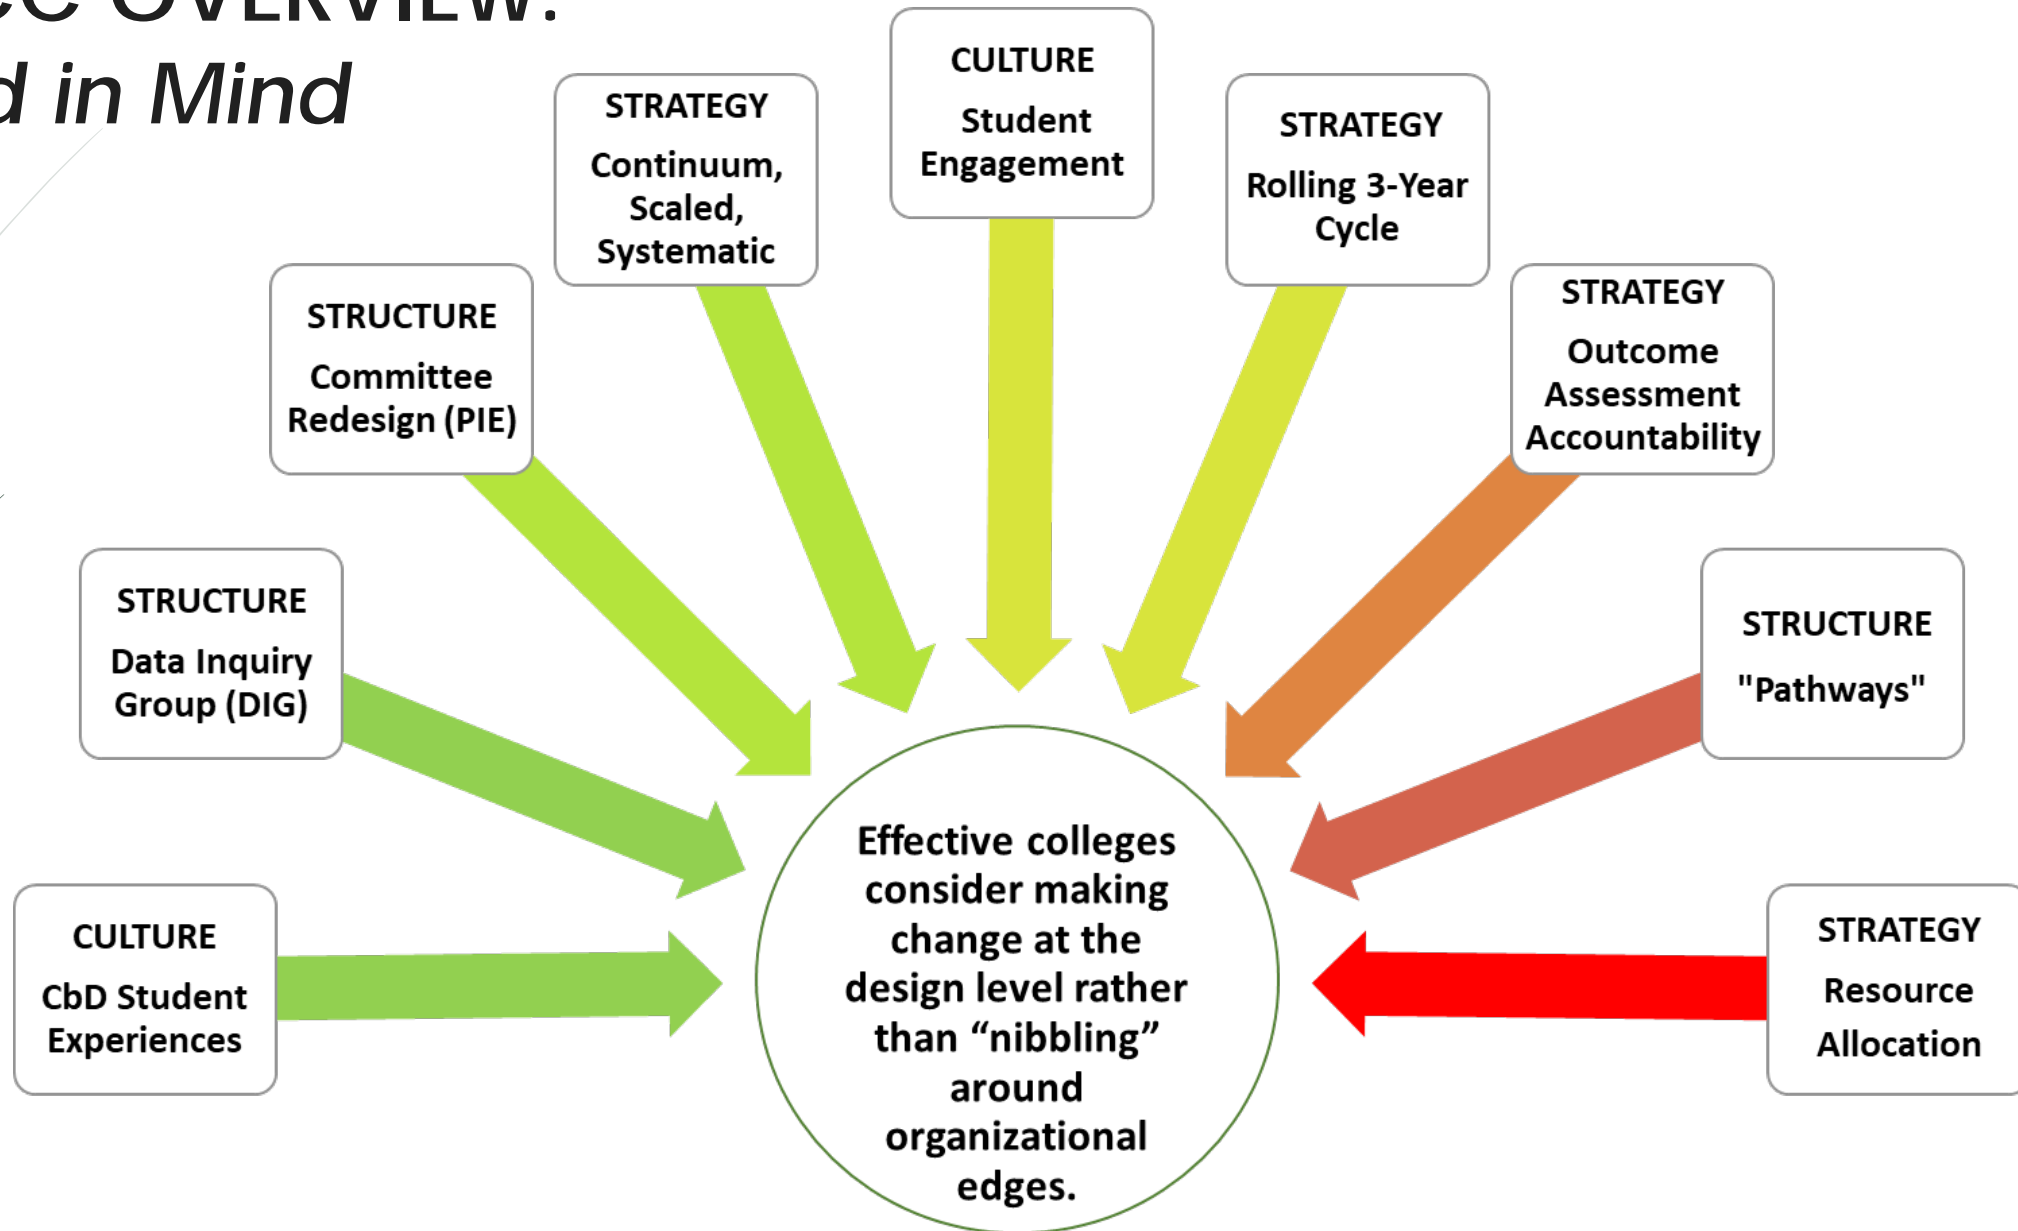 OVERVIEW:
in Mind
CULTURE
Student
Engagement
STRATEGY
Continuum,
Scaled,
Systematic
STRATEGY
Rolling 3-Year
Cycle
STRUCTURE
Committee
Redesign (PIE)
STRATEGY
Outcome
Assessment
Accountability
STRUCTURE
Data Inquiry
Group (DIG)
STRUCTURE
"Pathways"
CULTURE
CbD Student
Experiences
STRATEGY
Resource
Allocation
Effective colleges
consider making
change at the
design level rather
than “nibbling”
around
organizational
edges.